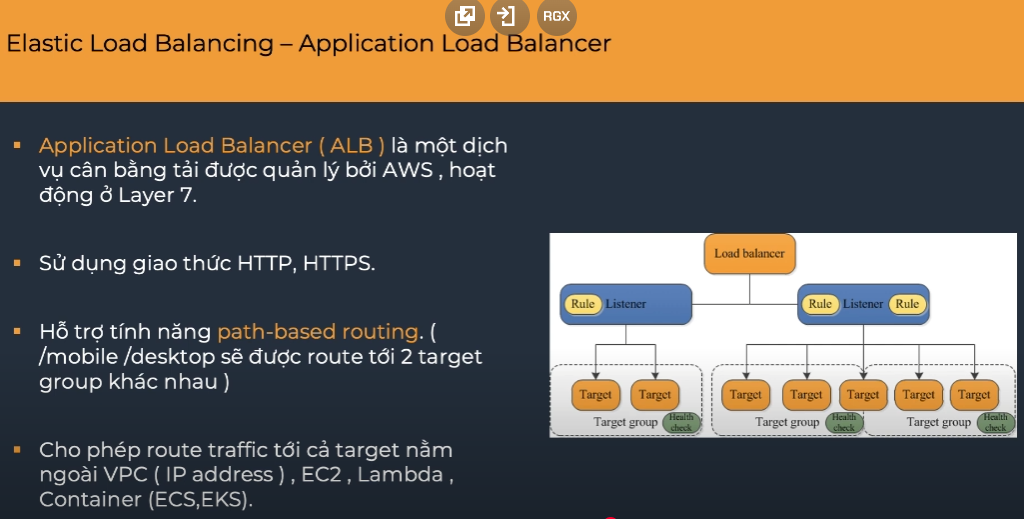 RGX
Elastic Load Balancing – Application Load Balancer
▪ Application Load Balancer ( ALB ) là một dịch
vụ cân bằng tải được quản lý bởi AWS , hoạt
động ở Layer 7.
▪ Sử dụng giao thức HTTP, HTTPS.
▪ Hỗ trợ tính năng path-based routing. (
/mobile /desktop sẽ được route tới 2 target
group khác nhau )
▪ Cho phép route traffic tới cả target nằm
ngoài VPC ( IP address ) , EC2 , Lambda ,
Container (ECS,EKS).
Load balancer
Rule Listener
Rule Listener Rule
Target Target
Target Target Target Target Target
Target group Health check
Target group Health check
Target group Health check